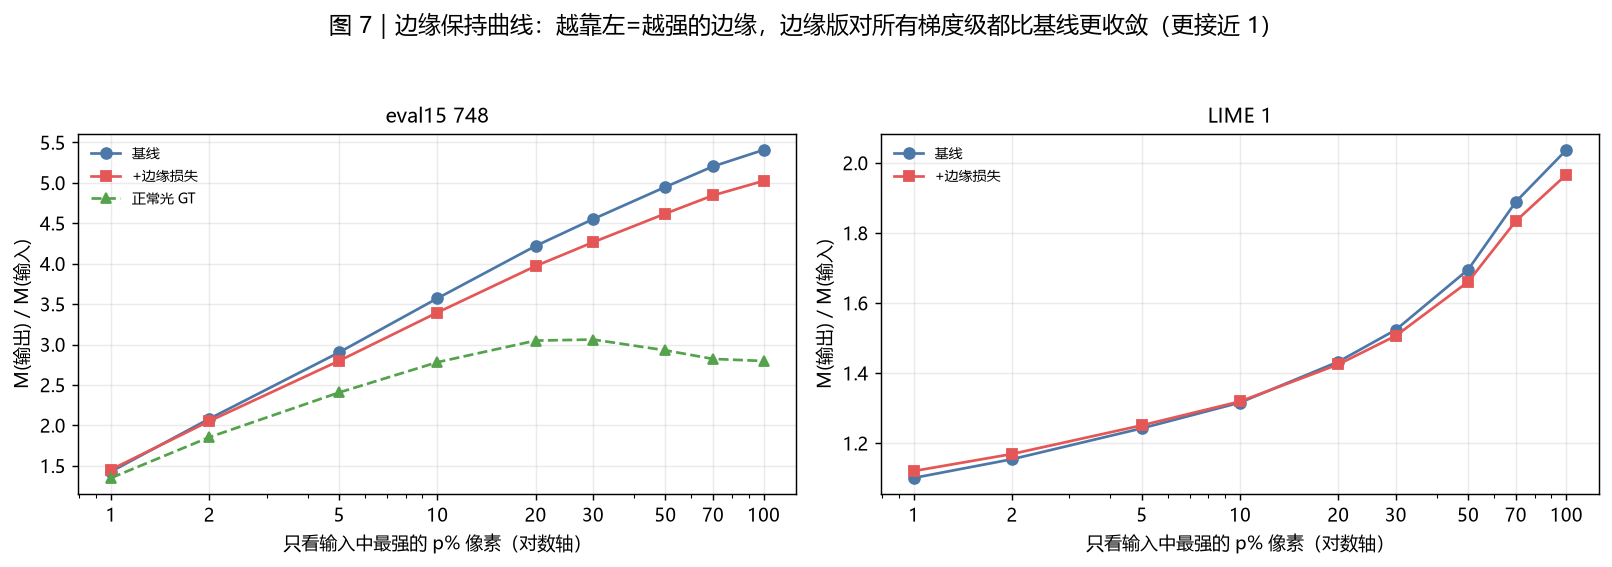 图 7 | 边缘保持曲线：越靠左=越强的边缘，边缘版对所有梯度级都比基线更收敛（更接近 1）
eval15 748
基线
+边缘损失
正常光 GT
M(输出) / M(输入)
5.5
5.0
4.5
4.0
3.5
3.0
2.5
2.0
1.5
1 2 5 10 20 30 50 70 100
只看输入中最强的 p% 像素（对数轴）
LIME 1
基线
+边缘损失
M(输出) / M(输入)
2.0
1.8
1.6
1.4
1.2
1 2 5 10 20 30 50 70 100
只看输入中最强的 p% 像素（对数轴）